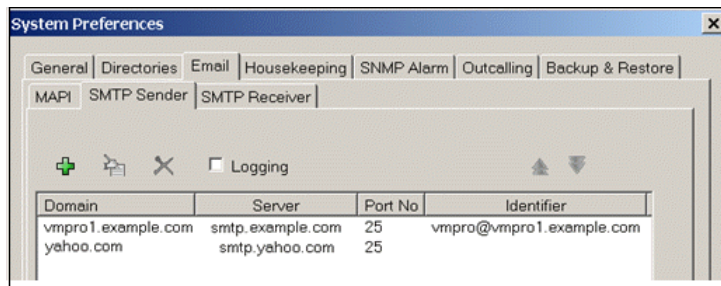 System Preferences
General Directories Email Housekeeping SNMP Alarm Outcalling Backup & Restore
MAPI SMTP Sender SMTP Receiver
Logging
Domain Server Port No Identifier
vmpro1.example.com smtp.example.com 25 vmpro@vmpro1.example.com
yahoo.com smtp.yahoo.com 25